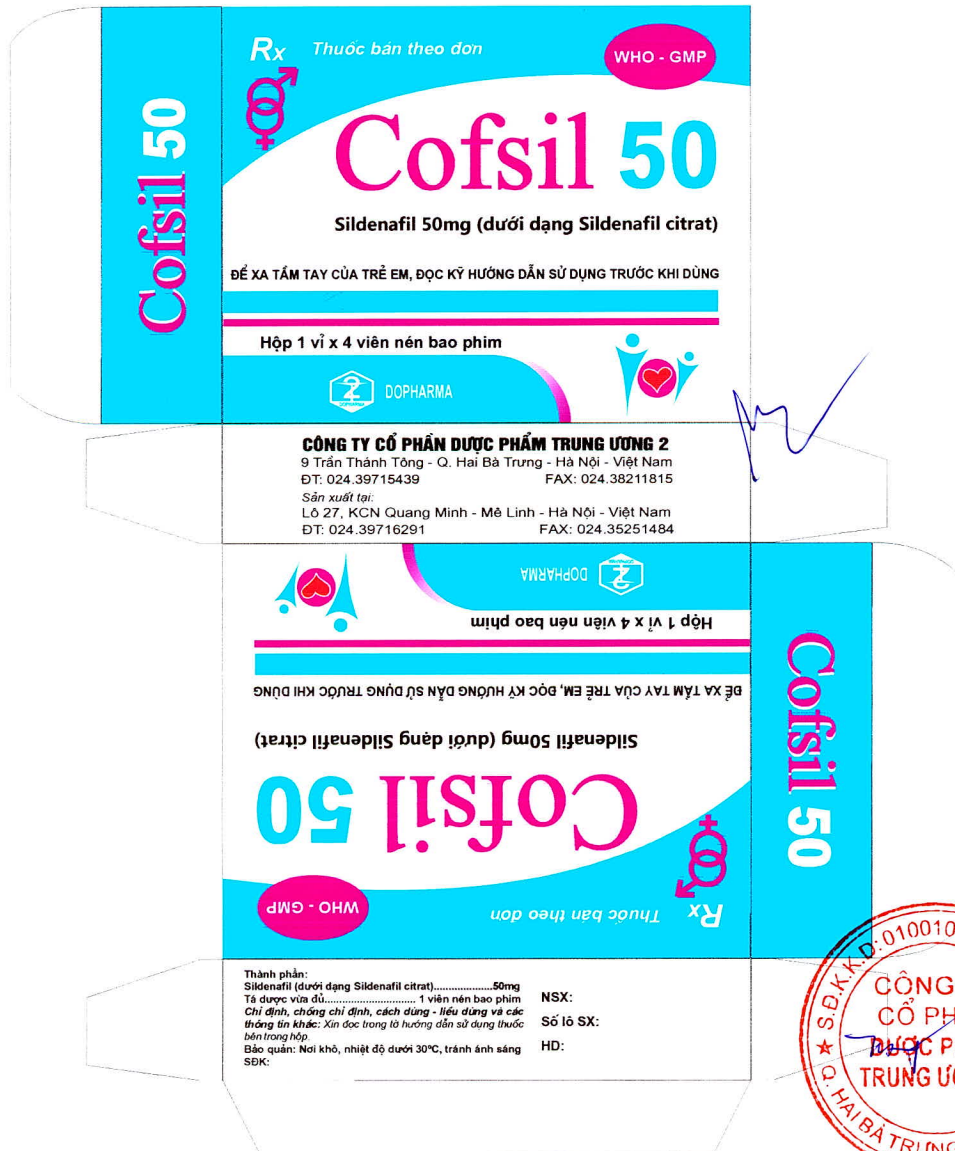 Cofsil 50
Rx Thuốc bán theo đơn
WHO - GMP
Cofsil 50
Sildenafil 50mg (dưới dạng Sildenafil citrat)
ĐỂ XA TẦM TAY CỦA TRẺ EM, ĐỌC KỸ HƯỚNG DẪN SỬ DỤNG TRƯỚC KHI DÙNG
Hộp 1 vỉ x 4 viên nén bao phim
DOPHARMA
DOPHARMA
CÔNG TY CỔ PHẦN DƯỢC PHẨM TRUNG ƯƠNG 2
9 Trần Thánh Tông - Q. Hai Bà Trưng - Hà Nội - Việt Nam
ĐT: 024.39715439 FAX: 024.38211815
Sản xuất tại:
Lô 27, KCN Quang Minh - Mê Linh - Hà Nội - Việt Nam
ĐT: 024.39716291 FAX: 024.35251484
Cofsil 50
Rx Thuốc bán theo đơn
WHO - GMP
Cofsil 50
Sildenafil 50mg (dưới dạng Sildenafil citrat)
ĐỂ XA TẦM TAY CỦA TRẺ EM, ĐỌC KỸ HƯỚNG DẪN SỬ DỤNG TRƯỚC KHI DÙNG
Hộp 1 vỉ x 4 viên nén bao phim
DOPHARMA
DOPHARMA
Thành phần:
Sildenafil (dưới dạng Sildenafil citrat)....................50mg
Tá dược vừa đủ............................... 1 viên nén bao phim
Chỉ định, chống chỉ định, cách dùng - liều dùng và các
thông tin khác: Xin đọc trong tờ hướng dẫn sử dụng thuốc
bên trong hộp.
Bảo quản: Nơi khô, nhiệt độ dưới 30ºC, tránh ánh sáng
SĐK:
NSX:
Số lô SX:
HD:
S.Đ.K.K.D: 010010
CÔNG
CỔ PH
DƯỢC P
TRUNG ƯƠ
Q. HAI BÀ TRƯNG